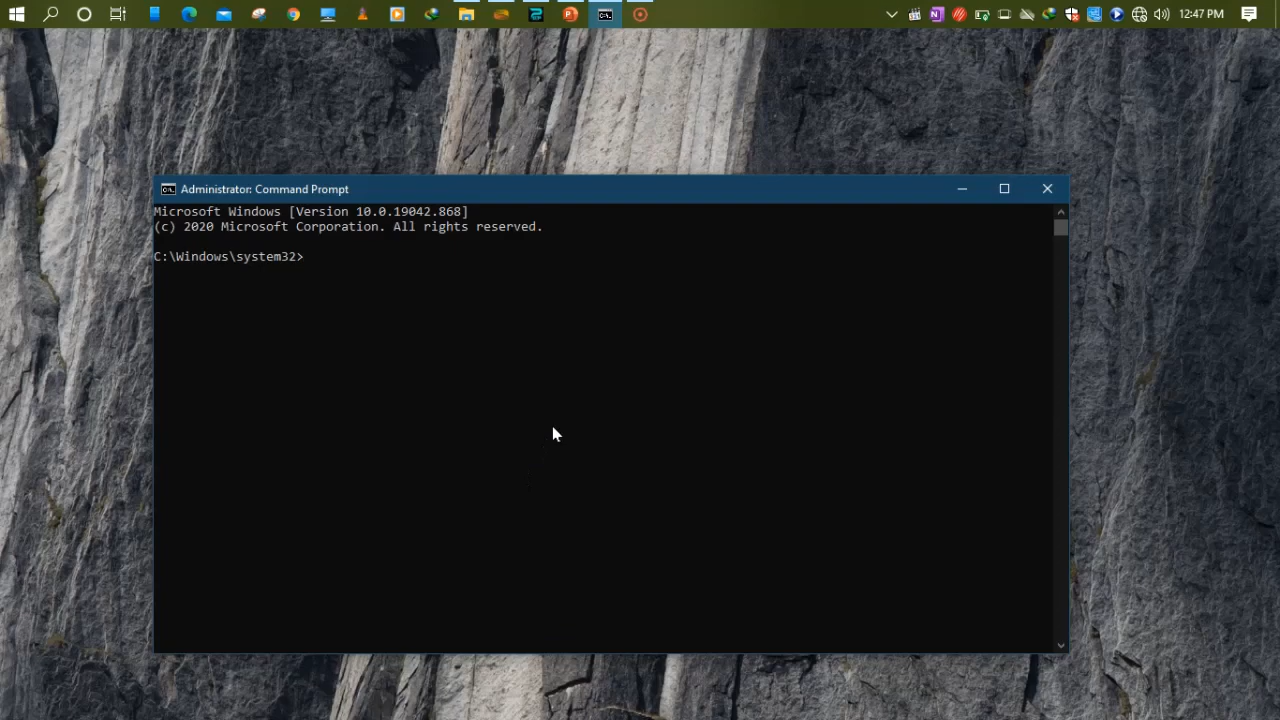 12:47 PM
Administrator: Command Prompt
Microsoft Windows [Version 10.0.19042.868]
(c) 2020 Microsoft Corporation. All rights reserved.
C:\Windows\system32>